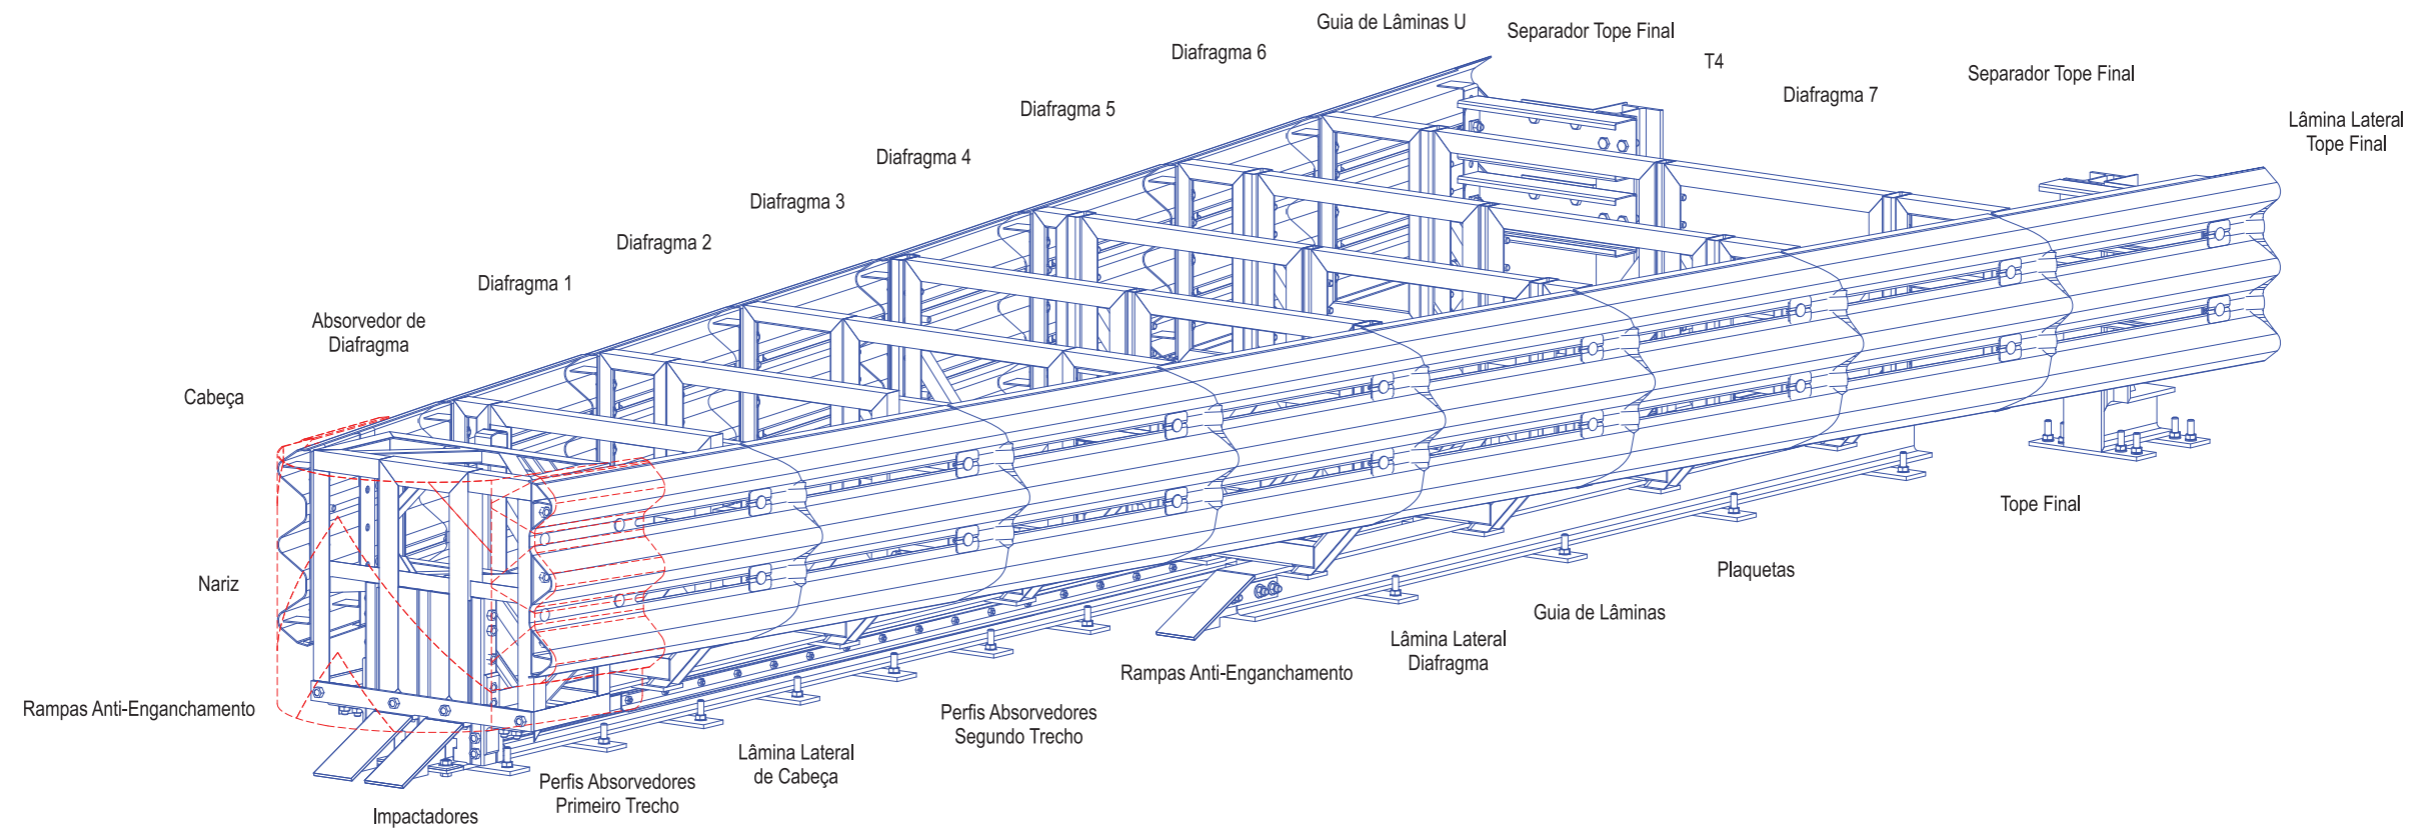 Guia de Lâminas U
Separador Tope Final
Diafragma 6
T4
Separador Tope Final
Diafragma 7
Diafragma 5
Lâmina Lateral
Tope Final
Diafragma 4
Diafragma 3
Diafragma 2
Diafragma 1
Absorvedor de
Diafragma
Cabeça
Nariz
Rampas Anti-Enganchamento
Impactadores
Perfis Absorvedores
Primeiro Trecho
Lâmina Lateral
de Cabeça
Perfis Absorvedores
Segundo Trecho
Rampas Anti-Enganchamento
Lâmina Lateral
Diafragma
Guia de Lâminas
Plaquetas
Tope Final